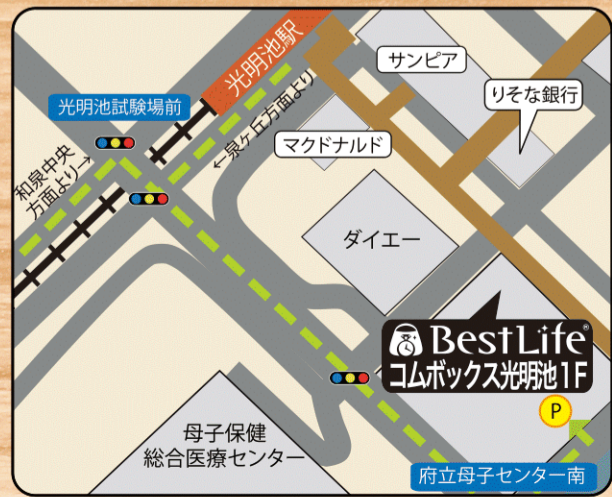 光明池駅
サンピア
りそな銀行
光明池試験場前
←泉ケ丘方面より
マクドナルド
和泉中央
方面より→
ダイエー
BestLife®
コムボックス光明池1F
P
母子保健
総合医療センター
府立母子センター南